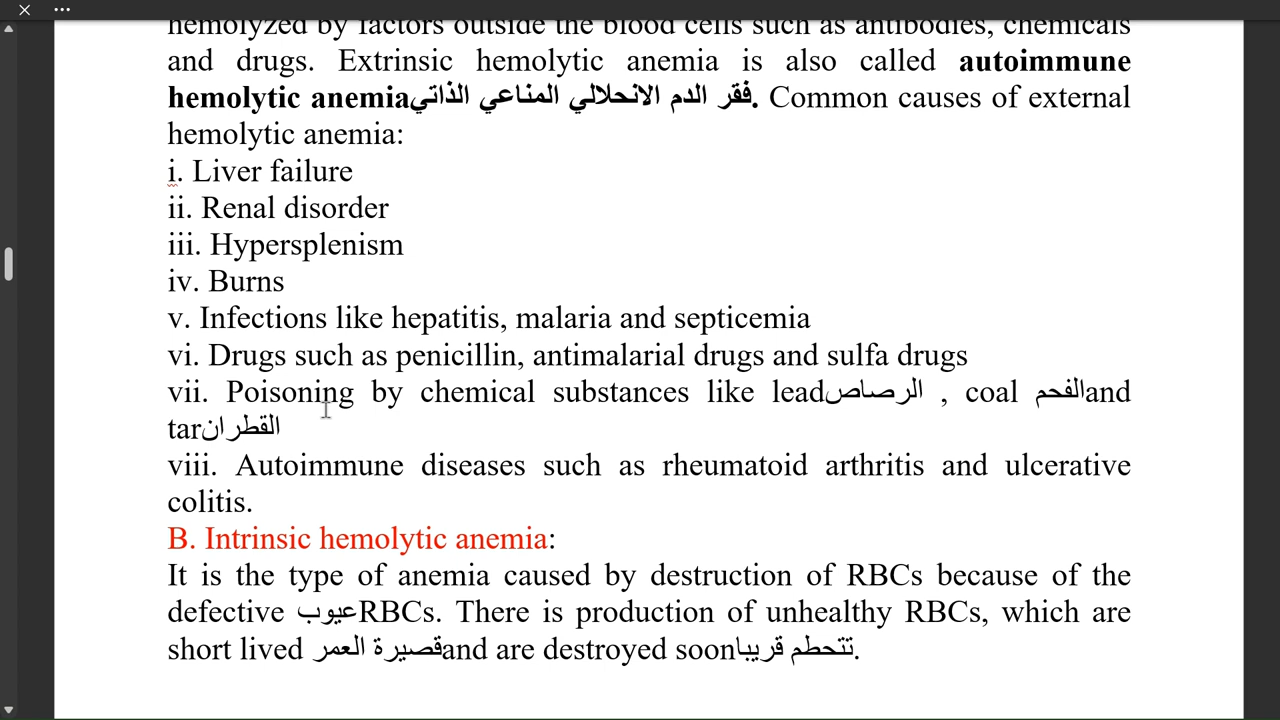 hemolyzed by factors outside the blood cells such as antibodies, chemicals
and drugs. Extrinsic hemolytic anemia is also called autoimmune
hemolytic anemiaفقر الدم الانحلالي المناعي الذاتي. Common causes of external
hemolytic anemia:
i. Liver failure
ii. Renal disorder
iii. Hypersplenism
iv. Burns
v. Infections like hepatitis, malaria and septicemia
vi. Drugs such as penicillin, antimalarial drugs and sulfa drugs
vii. Poisoning by chemical substances like leadالرصاص , coal الفحمand
tarالقطران
viii. Autoimmune diseases such as rheumatoid arthritis and ulcerative
colitis.
B. Intrinsic hemolytic anemia:
It is the type of anemia caused by destruction of RBCs because of the
defective عيوبRBCs. There is production of unhealthy RBCs, which are
short lived قصيرة العمرand are destroyed soonتتحطم قريبا.